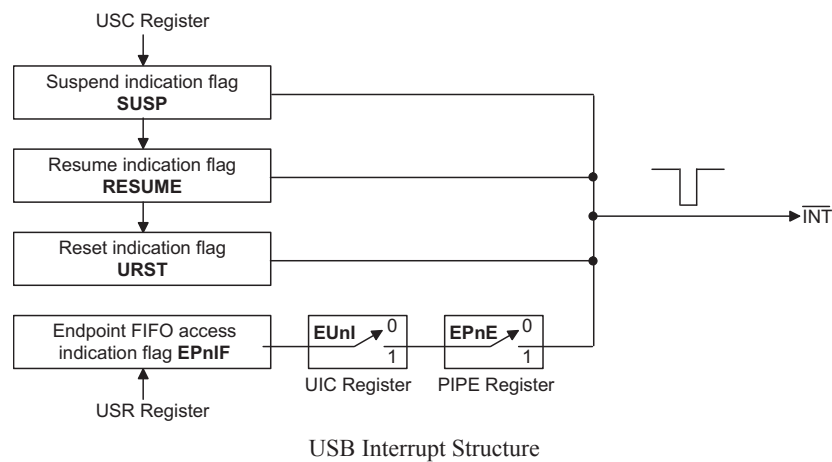 USC Register
Suspend indication flag
SUSP
Resume indication flag
RESUME
Reset indication flag
URST
INT
Endpoint FIFO access
indication flag EPnIF
EUnI 0
1
EPnE 0
1
UIC Register
PIPE Register
USR Register
USB Interrupt Structure